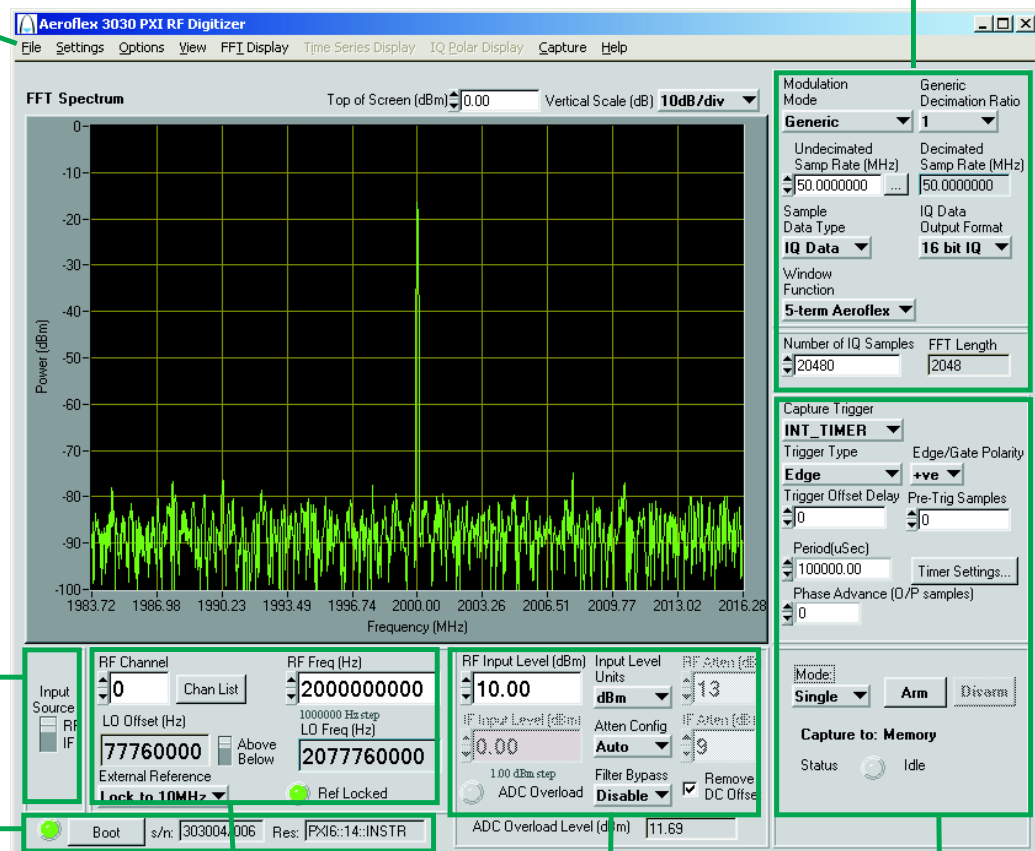 Aeroflex 3030 PXI RF Digitizer
File Settings Options View FFT Display Time Series Display IQ Polar Display Capture Help
FFT Spectrum
Top of Screen (dBm) 0.00
Vertical Scale (dB) 10dB/div
Power (dBm)
0
-10
-20
-30
-40
-50
-60
-70
-80
-90
-100
1983.72 1986.98 1990.23 1993.49 1996.74 2000.00 2003.26 2006.51 2009.77 2013.02 2016.28
Frequency (MHz)
Modulation Mode
Generic
Generic Decimation Ratio
1
Undecimated Samp Rate (MHz)
50.0000000 ...
Decimated Samp Rate (MHz)
50.0000000
Sample Data Type
IQ Data
IQ Data Output Format
16 bit IQ
Window Function
5-term Aeroflex
Number of IQ Samples
20480
FFT Length
2048
Capture Trigger
INT_TIMER
Trigger Type
Edge
Edge/Gate Polarity
+ve
Trigger Offset Delay
0
Pre-Trig Samples
0
Period(uSec)
100000.00
Timer Settings...
Phase Advance (O/P samples)
0
Mode:
Single
Arm
Disarm
Capture to: Memory
Status
Idle
Input Source
RF
IF
RF Channel
0
Chan List
RF Freq (Hz)
2000000000
1000000 Hz step
LO Offset (Hz)
77760000
Above
Below
LO Freq (Hz)
2077760000
External Reference
Lock to 10MHz
Ref Locked
RF Input Level (dBm)
10.00
Input Level Units
dBm
RF Atten (dB
13
IF Input Level (dBm)
0.00
Atten Config
Auto
IF Atten (dB
9
1.00 dBm step
ADC Overload
Filter Bypass
Disable
Remove DC Offse
Boot
s/n: 303004/006
Res: PXI6::14::INSTR
ADC Overload Level (dBm) 11.69